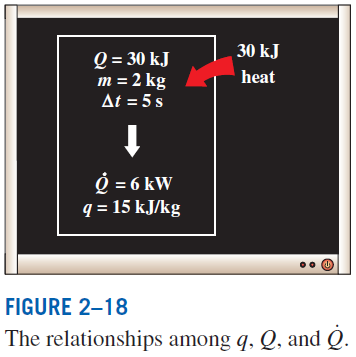 Q = 30 kJ
m = 2 kg
Δt = 5 s
30 kJ
heat
Q̇ = 6 kW
q = 15 kJ/kg
FIGURE 2–18
The relationships among q, Q, and Q̇.